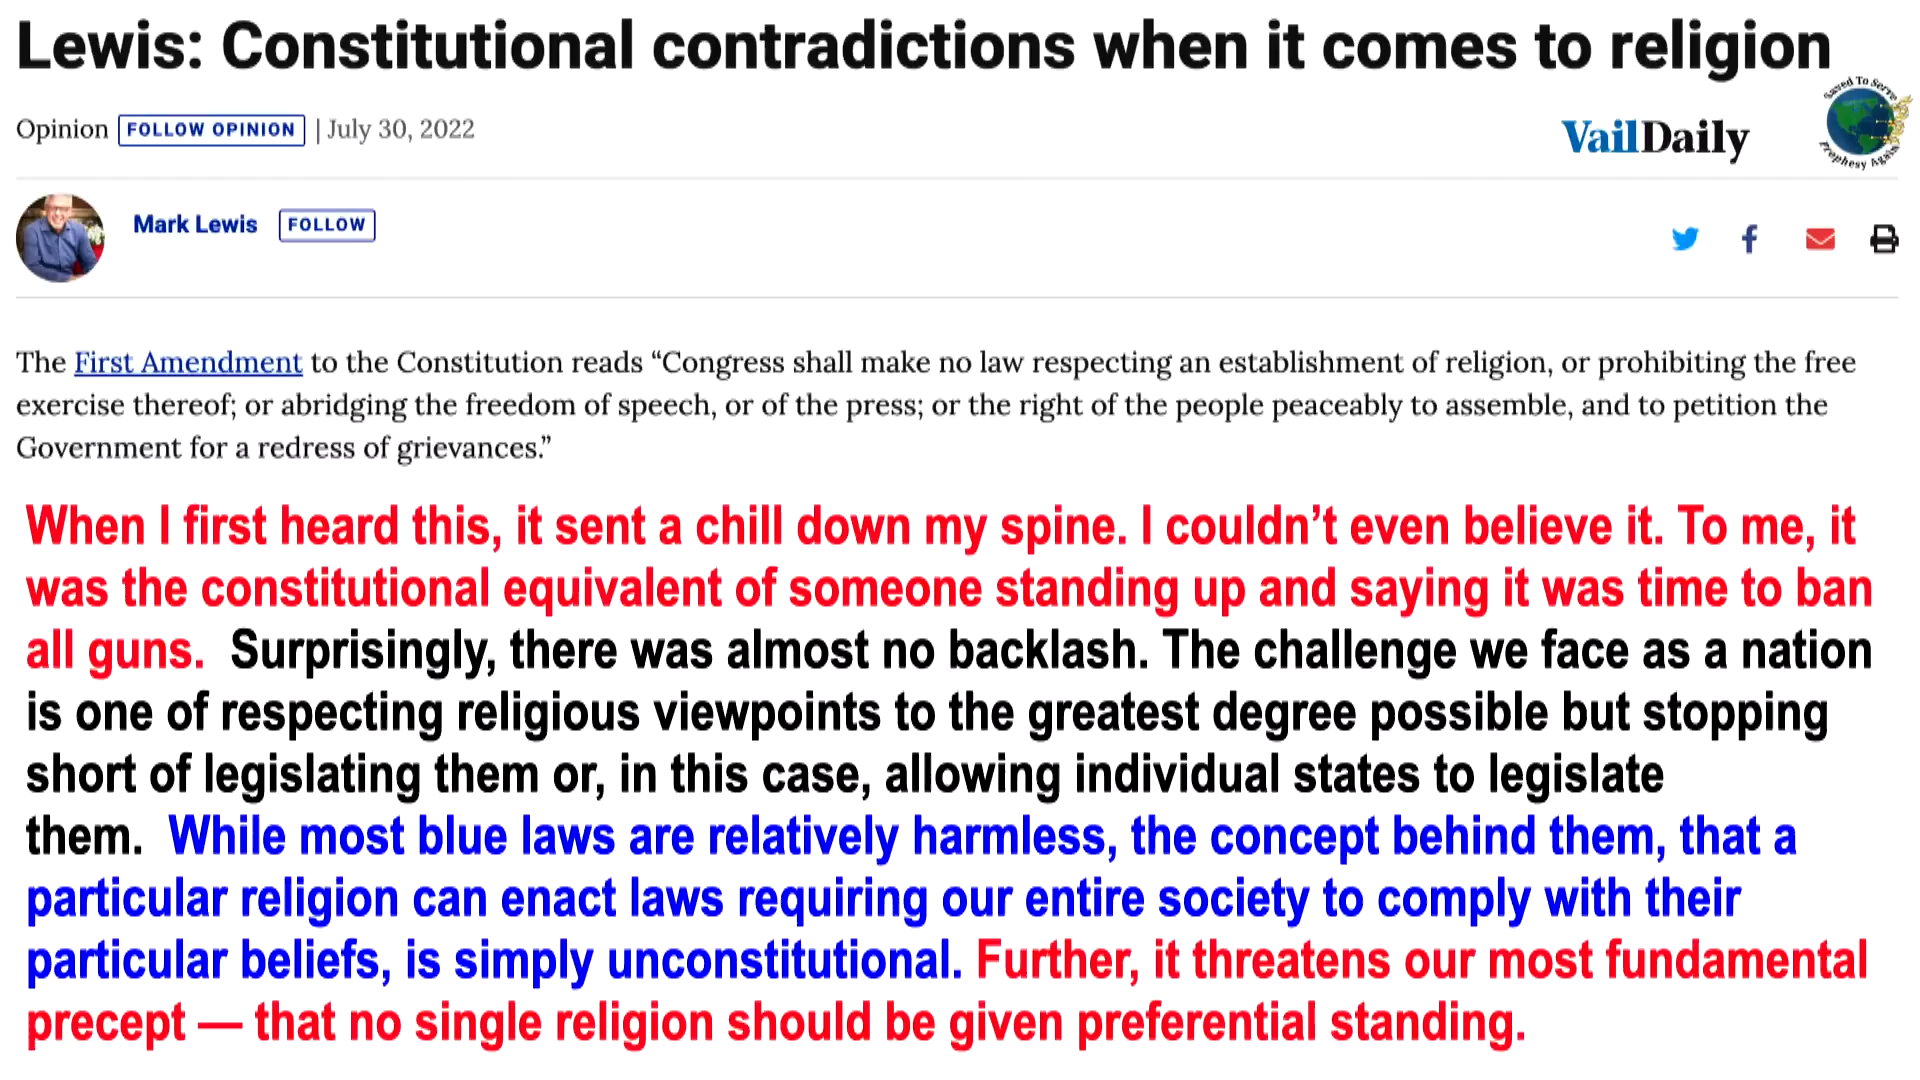 Lewis: Constitutional contradictions when it comes to religion
Opinion FOLLOW OPINION | July 30, 2022
VailDaily
Saved To Serve
Prophesy Again
Mark Lewis FOLLOW
The First Amendment to the Constitution reads “Congress shall make no law respecting an establishment of religion, or prohibiting the free
exercise thereof; or abridging the freedom of speech, or of the press; or the right of the people peaceably to assemble, and to petition the
Government for a redress of grievances.”
When I first heard this, it sent a chill down my spine. I couldn’t even believe it. To me, it
was the constitutional equivalent of someone standing up and saying it was time to ban
all guns. Surprisingly, there was almost no backlash. The challenge we face as a nation
is one of respecting religious viewpoints to the greatest degree possible but stopping
short of legislating them or, in this case, allowing individual states to legislate
them. While most blue laws are relatively harmless, the concept behind them, that a
particular religion can enact laws requiring our entire society to comply with their
particular beliefs, is simply unconstitutional. Further, it threatens our most fundamental
precept — that no single religion should be given preferential standing.